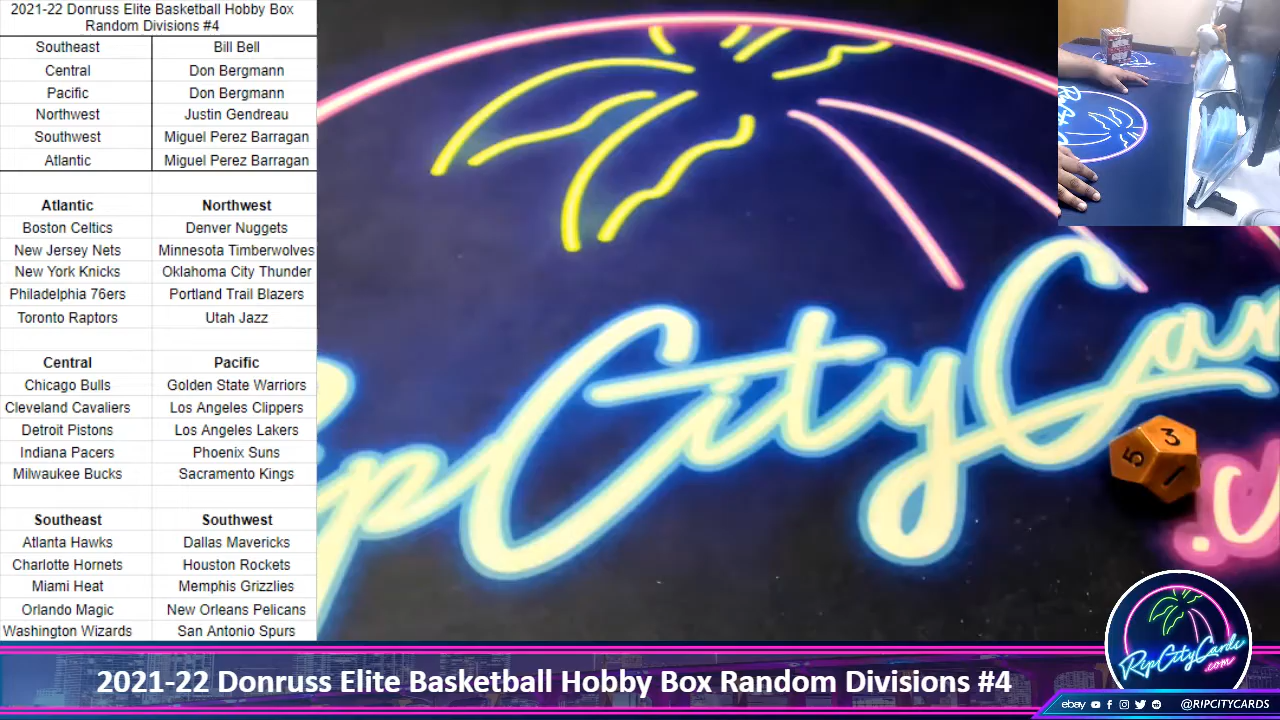 2021-22 Donruss Elite Basketball Hobby Box
Random Divisions #4
Southeast Bill Bell
Central Don Bergmann
Pacific Don Bergmann
Northwest Justin Gendreau
Southwest Miguel Perez Barragan
Atlantic Miguel Perez Barragan
Atlantic Northwest
Boston Celtics Denver Nuggets
New Jersey Nets Minnesota Timberwolves
New York Knicks Oklahoma City Thunder
Philadelphia 76ers Portland Trail Blazers
Toronto Raptors Utah Jazz
Central Pacific
Chicago Bulls Golden State Warriors
Cleveland Cavaliers Los Angeles Clippers
Detroit Pistons Los Angeles Lakers
Indiana Pacers Phoenix Suns
Milwaukee Bucks Sacramento Kings
Southeast Southwest
Atlanta Hawks Dallas Mavericks
Charlotte Hornets Houston Rockets
Miami Heat Memphis Grizzlies
Orlando Magic New Orleans Pelicans
Washington Wizards San Antonio Spurs
ipCityCar
.c
5 3 1
RipCityCards
.com
2021-22 Donruss Elite Basketball Hobby Box Random Divisions #4
ebay @RIPCITYCARDS